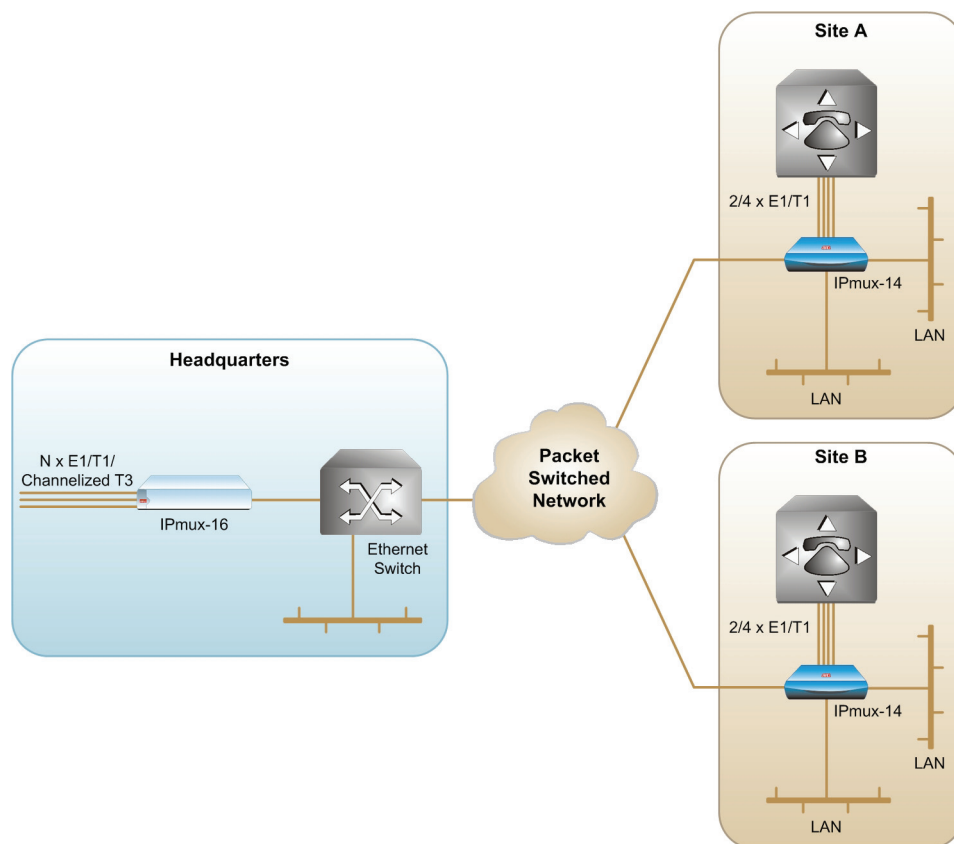 Site A
2/4 x E1/T1
IPmux-14
LAN
LAN
Headquarters
N x E1/T1/
Channelized T3
IPmux-16
Ethernet
Switch
Packet
Switched
Network
Site B
2/4 x E1/T1
IPmux-14
LAN
LAN